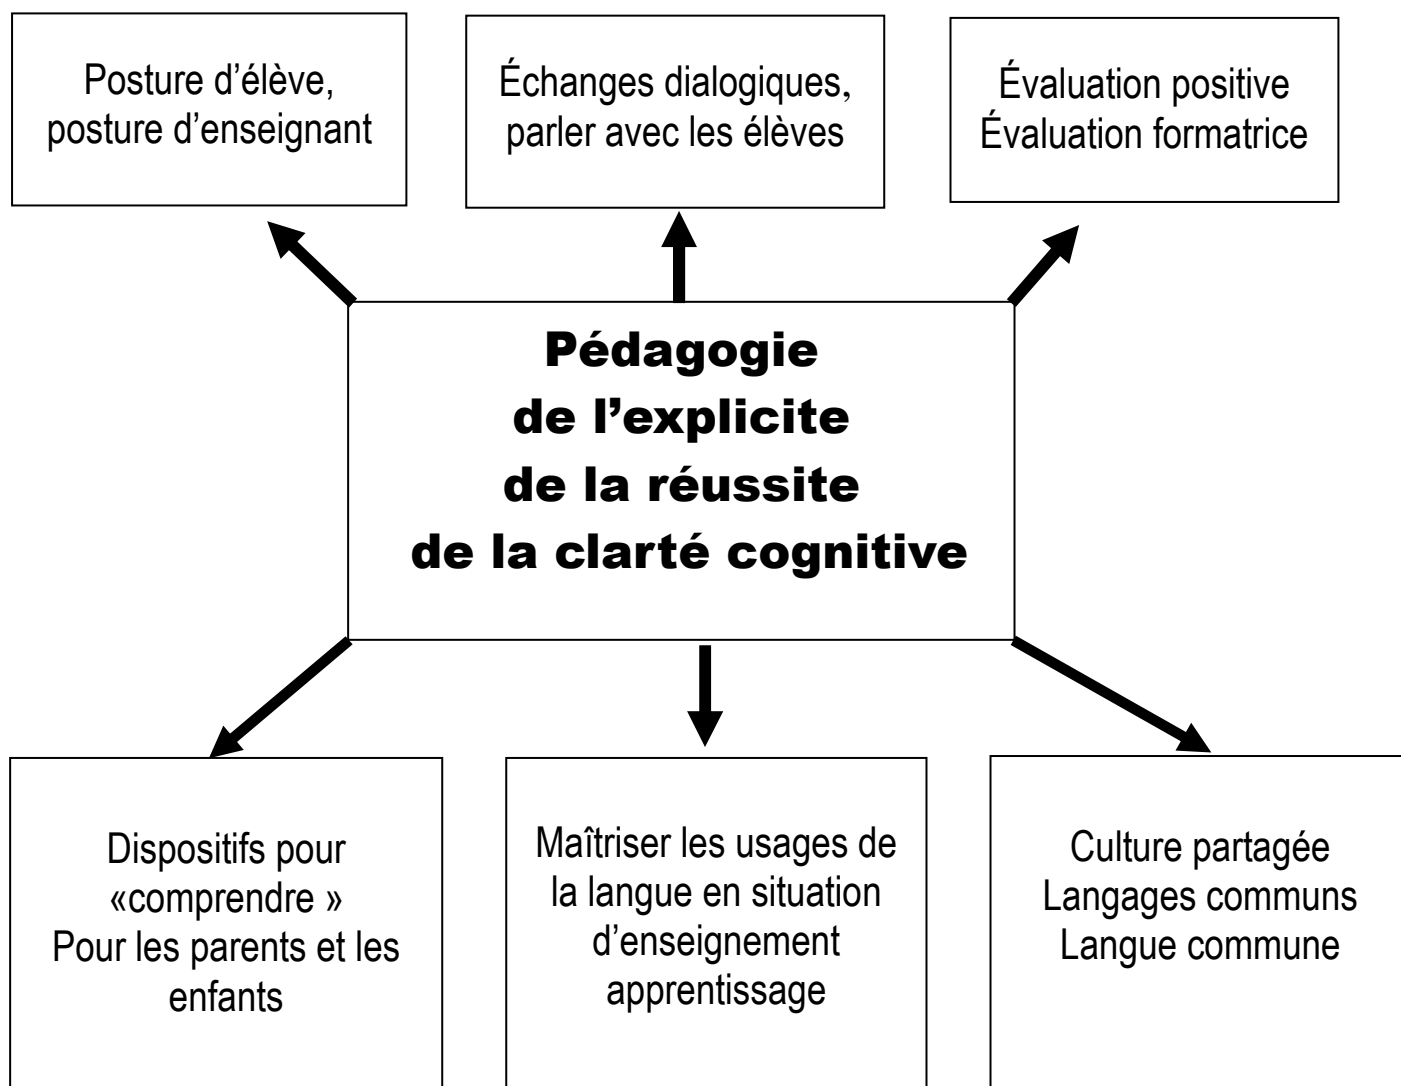 Posture d’élève,
posture d’enseignant
Échanges dialogiques,
parler avec les élèves
Évaluation positive
Évaluation formatrice
Pédagogie
de l’explicite
de la réussite
de la clarté cognitive
Dispositifs pour
«comprendre »
Pour les parents et les
enfants
Maîtriser les usages de
la langue en situation
d’enseignement
apprentissage
Culture partagée
Langages communs
Langue commune